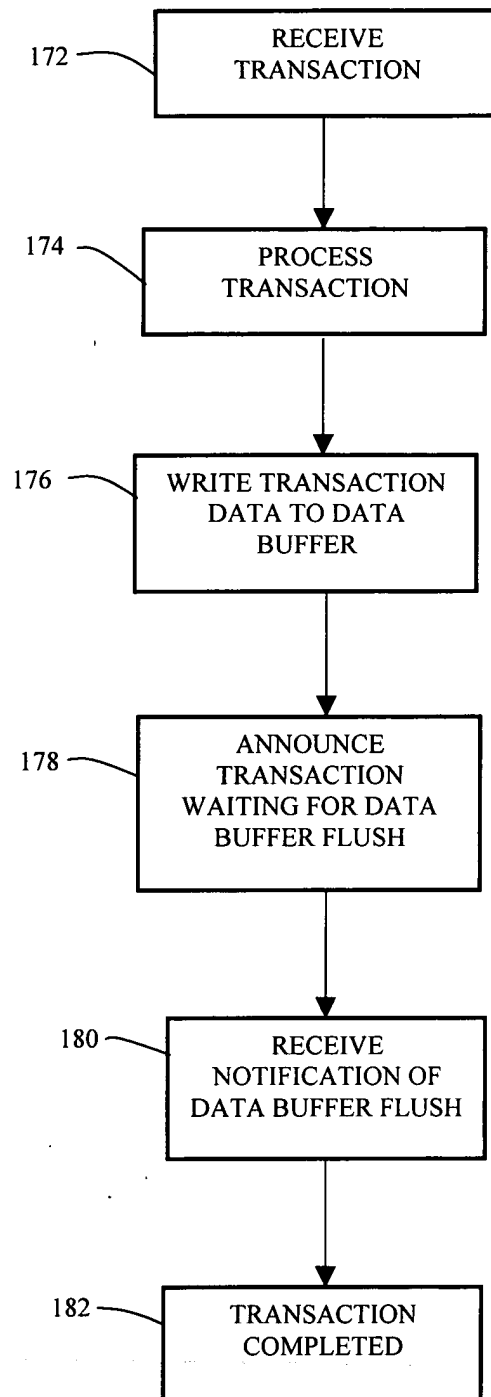 172
RECEIVE
TRANSACTION
174
PROCESS
TRANSACTION
176
WRITE TRANSACTION
DATA TO DATA
BUFFER
178
ANNOUNCE
TRANSACTION
WAITING FOR DATA
BUFFER FLUSH
180
RECEIVE
NOTIFICATION OF
DATA BUFFER FLUSH
182
TRANSACTION
COMPLETED